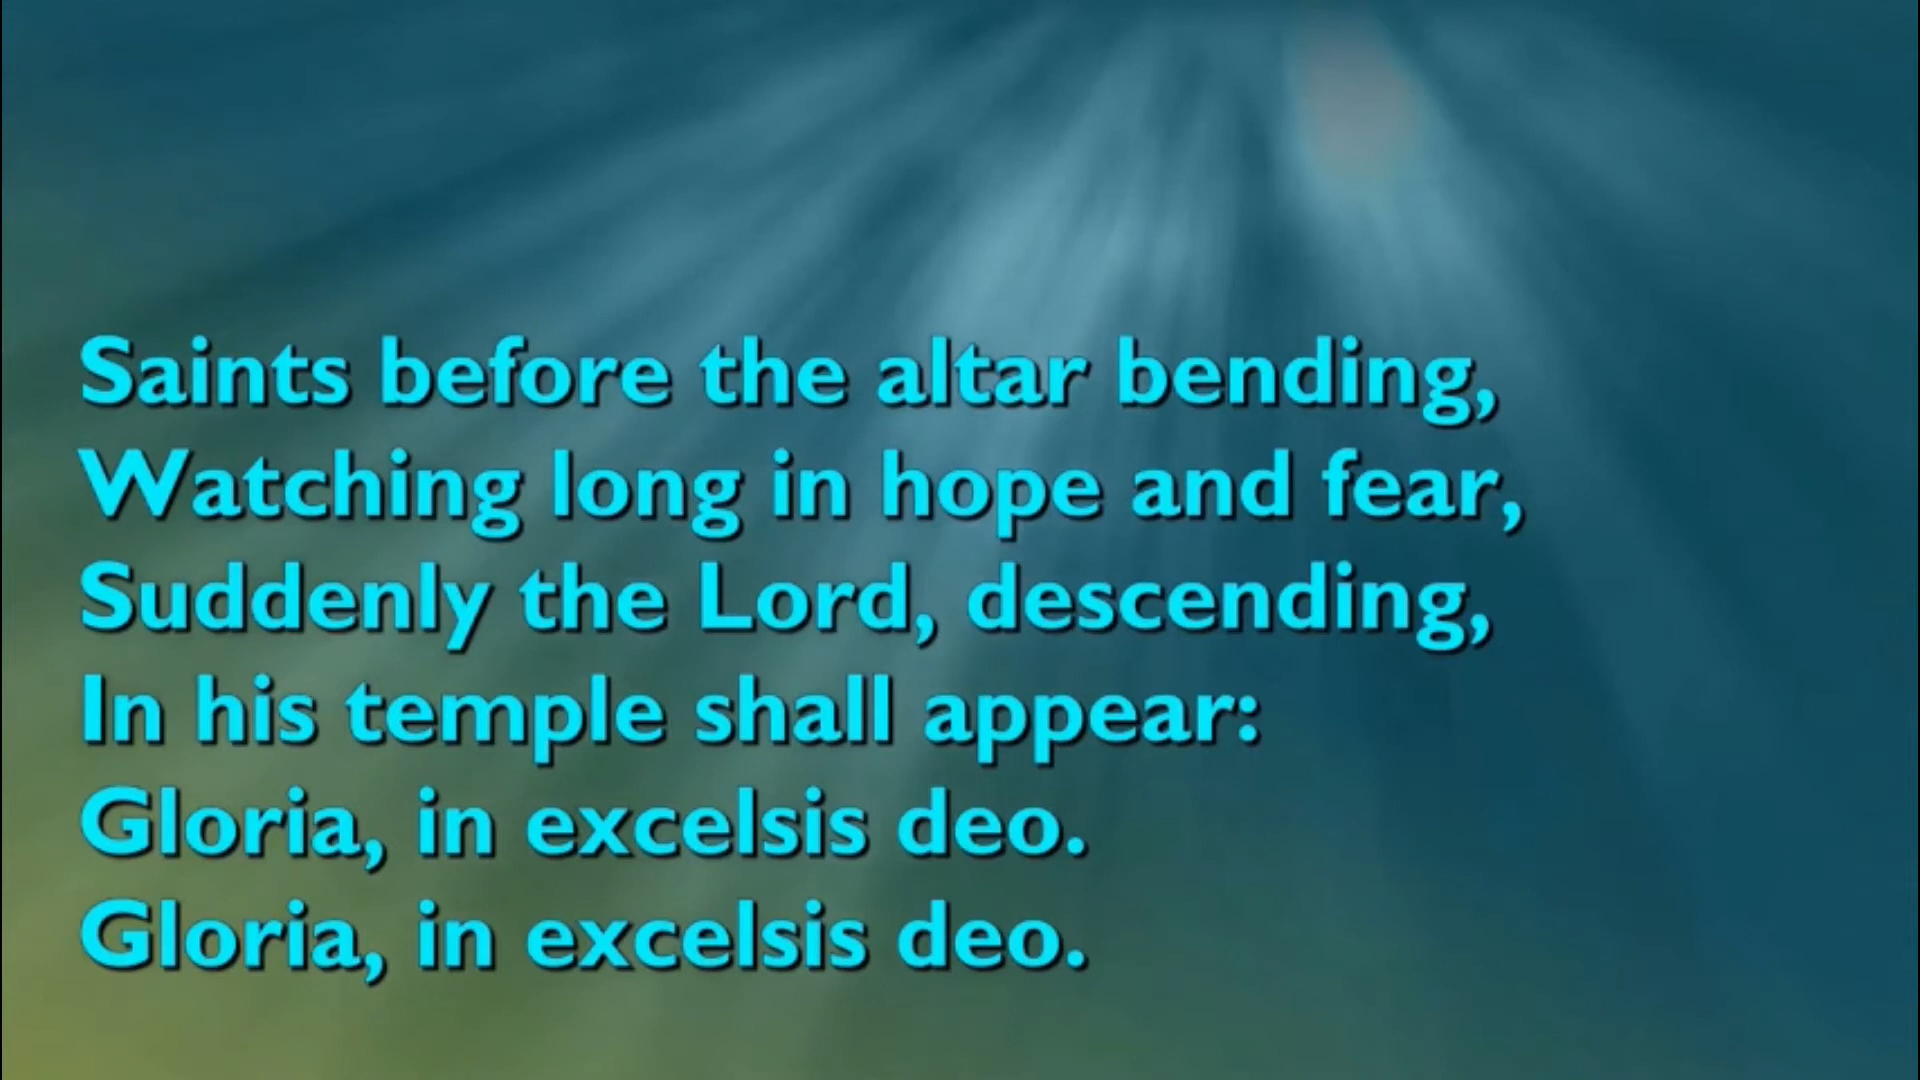 Saints before the altar bending,
Watching long in hope and fear,
Suddenly the Lord, descending,
In his temple shall appear:
Gloria, in excelsis deo.
Gloria, in excelsis deo.